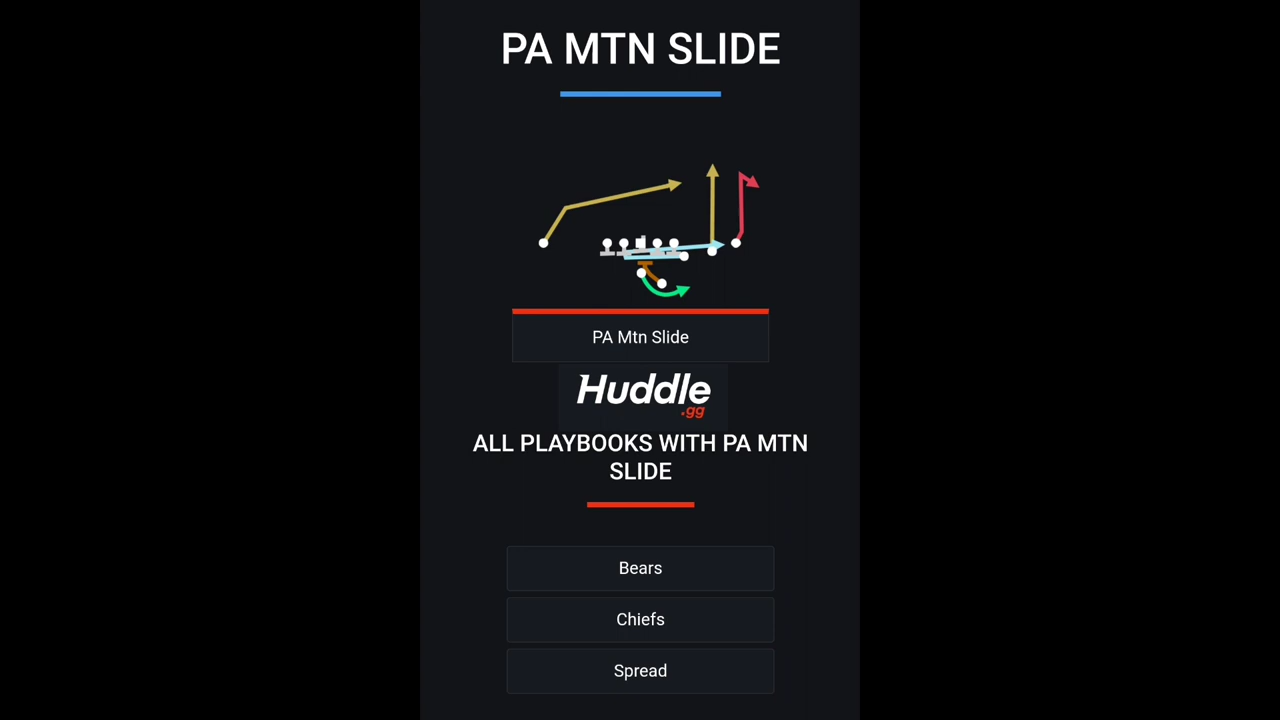 PA MTN SLIDE
PA Mtn Slide
Huddle
.gg
ALL PLAYBOOKS WITH PA MTN
SLIDE
Bears
Chiefs
Spread